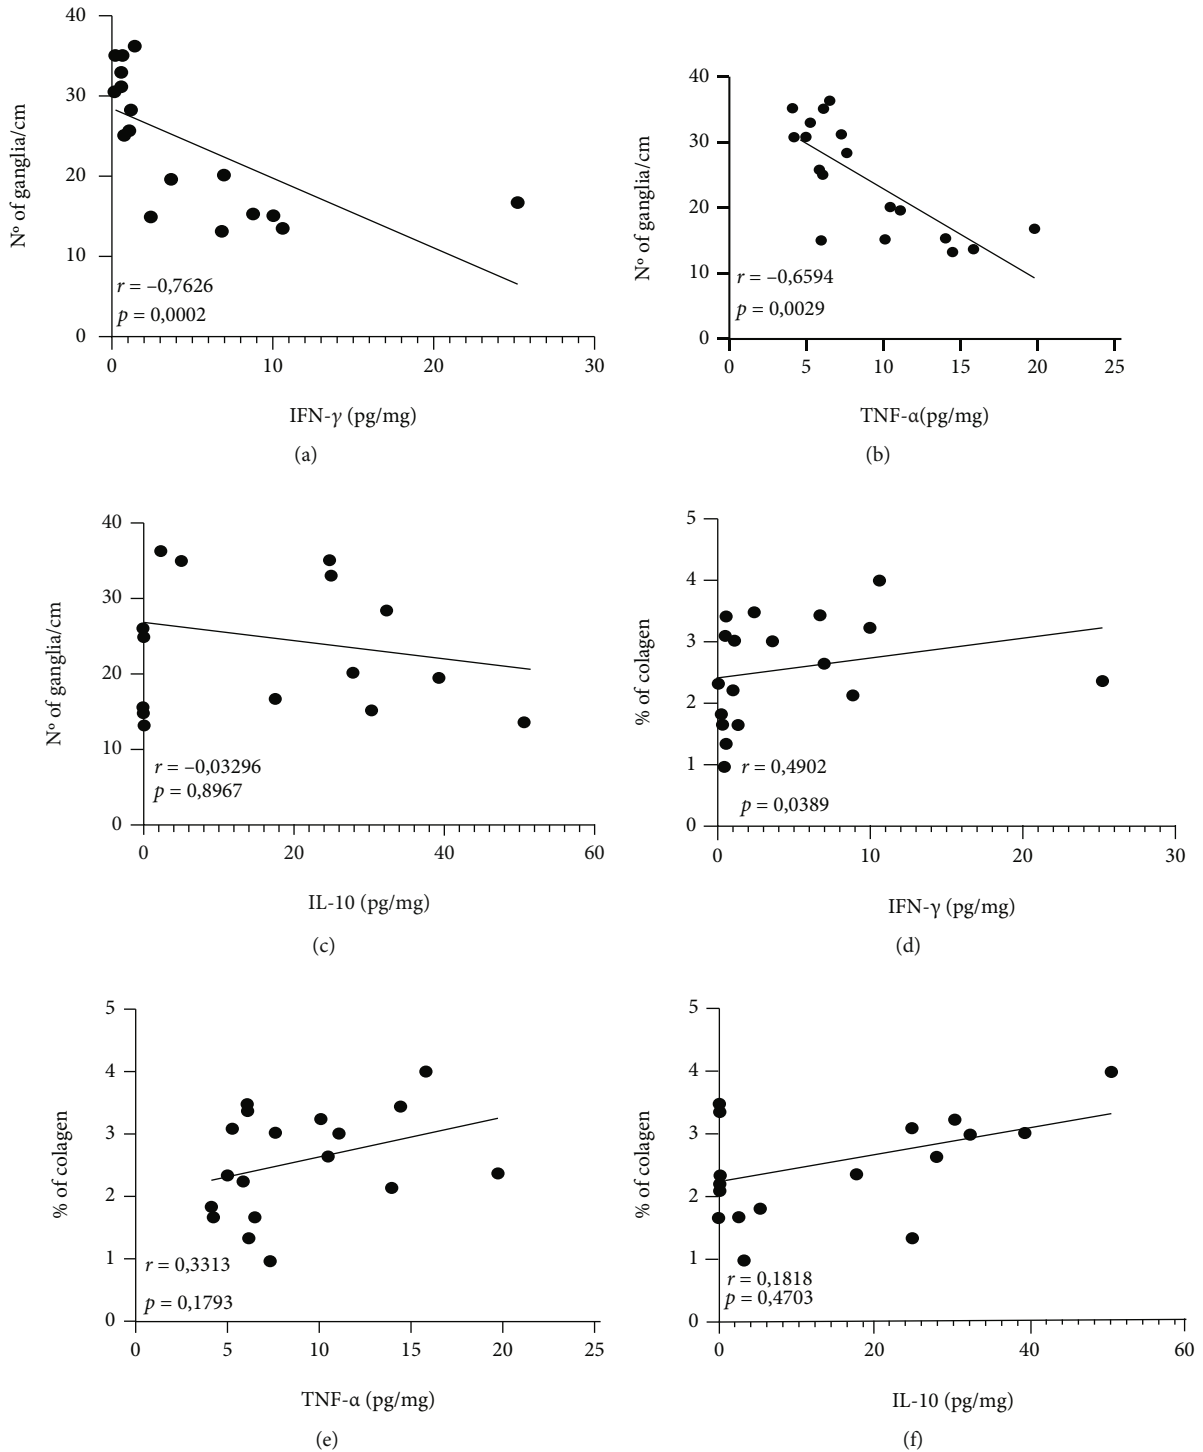 40
30
20
10
0
Nº of ganglia/cm
r = –0,7626
p = 0,0002
0 10 20 30
IFN-γ (pg/mg)
(a)
40
30
20
10
0
Nº of ganglia/cm
r = –0,6594
p = 0,0029
0 5 10 15 20 25
TNF-α(pg/mg)
(b)
40
30
20
10
0
Nº of ganglia/cm
r = –0,03296
p = 0,8967
0 20 40 60
IL-10 (pg/mg)
(c)
5
4
3
2
1
0
% of colagen
r = 0,4902
p = 0,0389
0 10 20 30
IFN-γ (pg/mg)
(d)
5
4
3
2
1
0
% of colagen
r = 0,3313
p = 0,1793
0 5 10 15 20 25
TNF-α (pg/mg)
(e)
5
4
3
2
1
0
% of colagen
r = 0,1818
p = 0,4703
0 20 40 60
IL-10 (pg/mg)
(f)